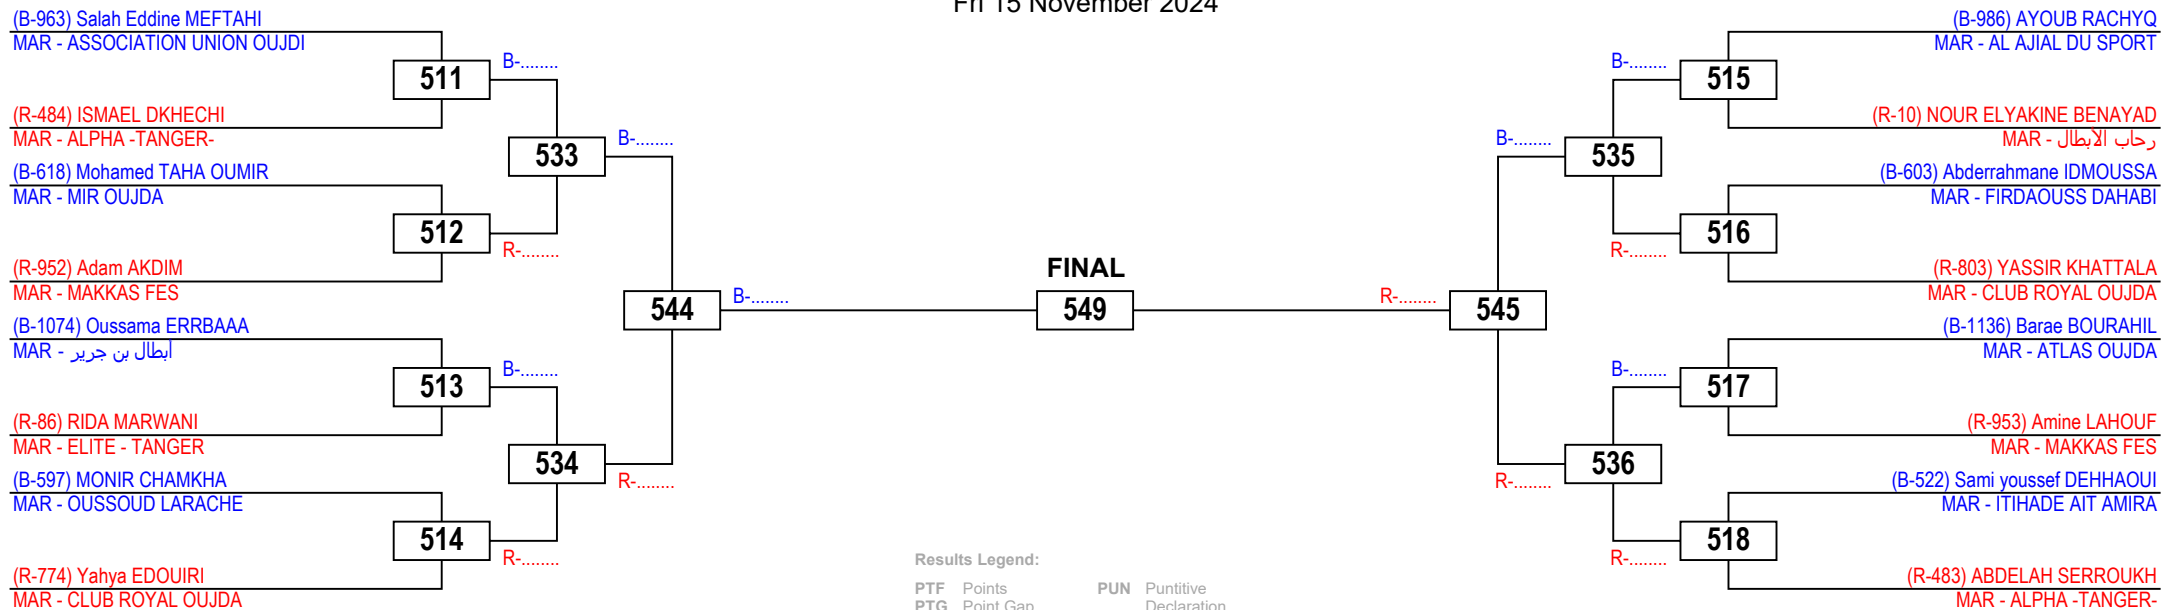 Fri 15 November 2024
(B-963) Salah Eddine MEFTAHI
MAR - ASSOCIATION UNION OUJDI
511
B-........
(R-484) ISMAEL DKHECHI
MAR - ALPHA -TANGER-
533
B-........
(B-618) Mohamed TAHA OUMIR
MAR - MIR OUJDA
512
R-........
(R-952) Adam AKDIM
MAR - MAKKAS FES
544
B-........
(B-1074) Oussama ERRBAAA
MAR - أبطال بن جرير
513
B-........
(R-86) RIDA MARWANI
MAR - ELITE - TANGER
534
R-........
(B-597) MONIR CHAMKHA
MAR - OUSSOUD LARACHE
514
R-........
(R-774) Yahya EDOUIRI
MAR - CLUB ROYAL OUJDA
FINAL
549
(B-986) AYOUB RACHYQ
MAR - AL AJIAL DU SPORT
B-........
515
(R-10) NOUR ELYAKINE BENAYAD
MAR - رحاب الأبطال
B-........
535
(B-603) Abderrahmane IDMOUSSA
MAR - FIRDAOUSS DAHABI
R-........
516
(R-803) YASSIR KHATTALA
MAR - CLUB ROYAL OUJDA
R-........
545
(B-1136) Barae BOURAHIL
MAR - ATLAS OUJDA
B-........
517
(R-953) Amine LAHOUF
MAR - MAKKAS FES
R-........
536
(B-522) Sami youssef DEHHAOUI
MAR - ITIHADE AIT AMIRA
R-........
518
(R-483) ABDELAH SERROUKH
MAR - ALPHA -TANGER-
Results Legend:
PTF Points PUN Puntitive
PTG Point Gap Declaration